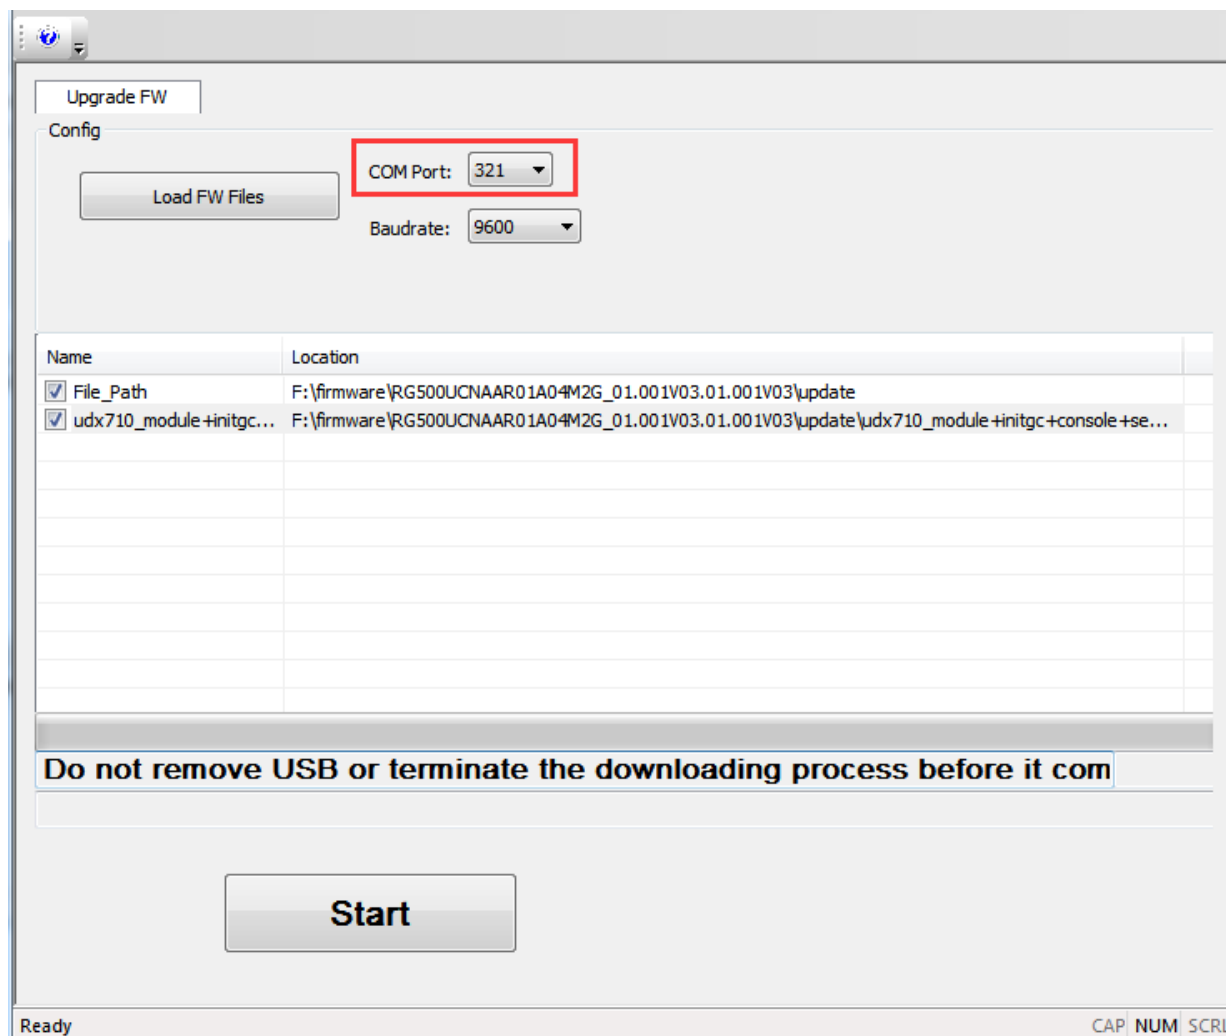 Upgrade FW
Config
Load FW Files
COM Port: 321
Baudrate: 9600
Name Location
File_Path F:\firmware\RG500UCNAAR01A04M2G_01.001V03.01.001V03\update
udx710_module+initgc... F:\firmware\RG500UCNAAR01A04M2G_01.001V03.01.001V03\update\udx710_module+initgc+console+se...
Do not remove USB or terminate the downloading process before it com
Start
Ready CAP NUM SCRL